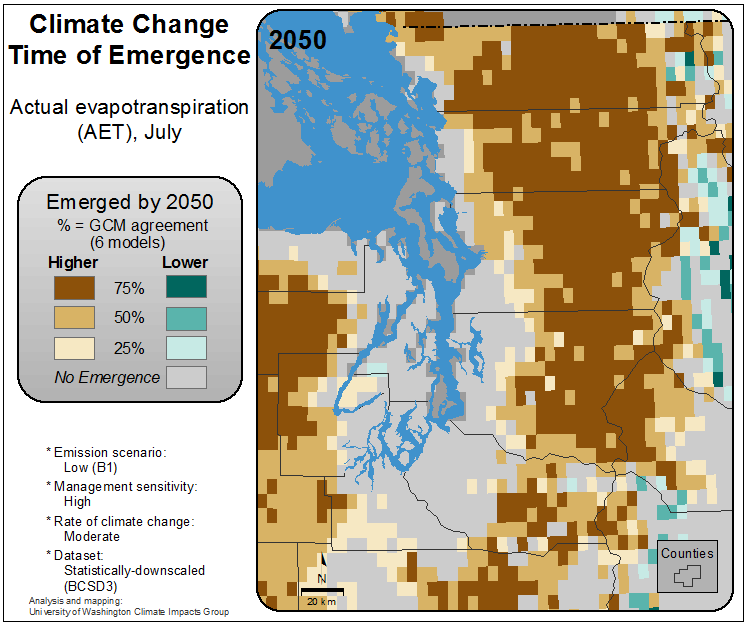 Climate Change
Time of Emergence
Actual evapotranspiration
(AET), July
Emerged by 2050
% = GCM agreement
(6 models)
Higher Lower
75%
50%
25%
No Emergence
* Emission scenario:
Low (B1)
* Management sensitivity:
High
* Rate of climate change:
Moderate
* Dataset:
Statistically-downscaled
(BCSD3)
Analysis and mapping:
University of Washington Climate Impacts Group
2050
N
20 km
Counties